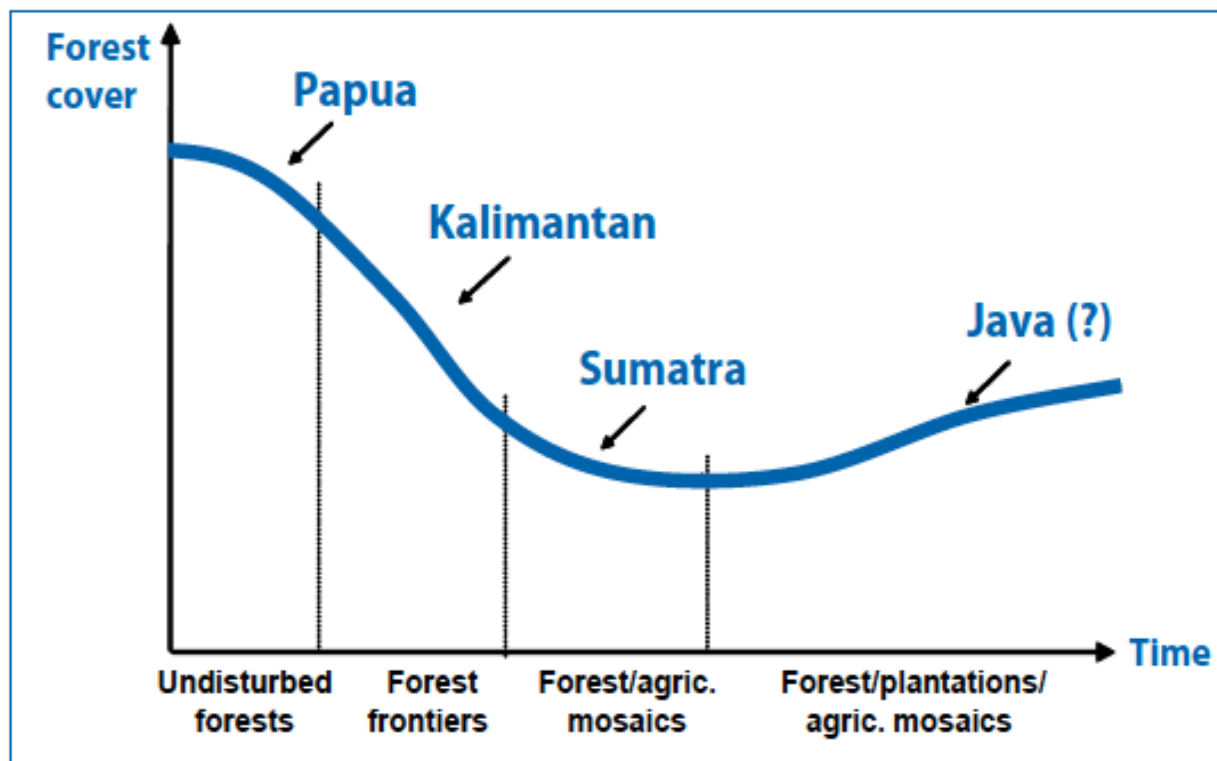 Forest
cover
Papua
Kalimantan
Sumatra
Java (?)
Time
Undisturbed
forests
Forest
frontiers
Forest/agric.
mosaics
Forest/plantations/
agric. mosaics